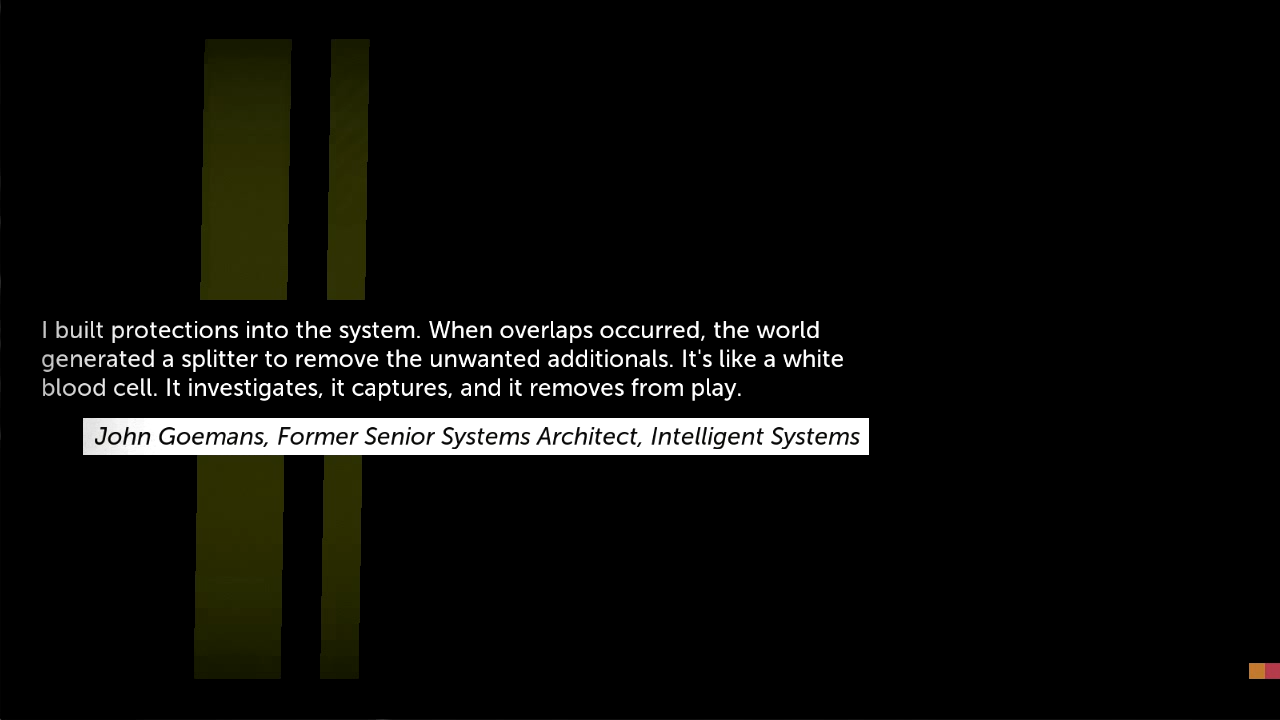 I built protections into the system. When overlaps occurred, the world
generated a splitter to remove the unwanted additionals. It's like a white
blood cell. It investigates, it captures, and it removes from play.
John Goemans, Former Senior Systems Architect, Intelligent Systems